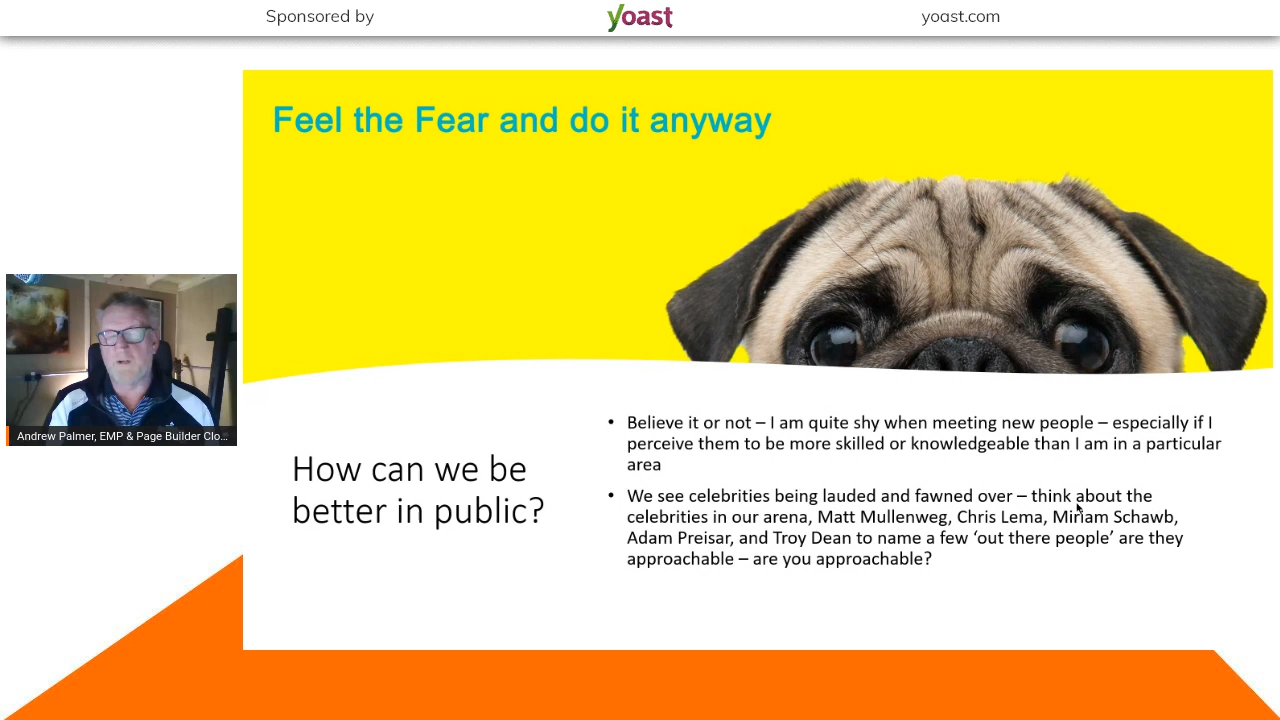 Sponsored by
yoast
yoast.com
Feel the Fear and do it anyway
Andrew Palmer, EMP & Page Builder Clo...
How can we be
better in public?
• Believe it or not – I am quite shy when meeting new people – especially if I
perceive them to be more skilled or knowledgeable than I am in a particular
area
• We see celebrities being lauded and fawned over – think about the
celebrities in our arena, Matt Mullenweg, Chris Lema, Miriam Schawb,
Adam Preisar, and Troy Dean to name a few ‘out there people’ are they
approachable – are you approachable?